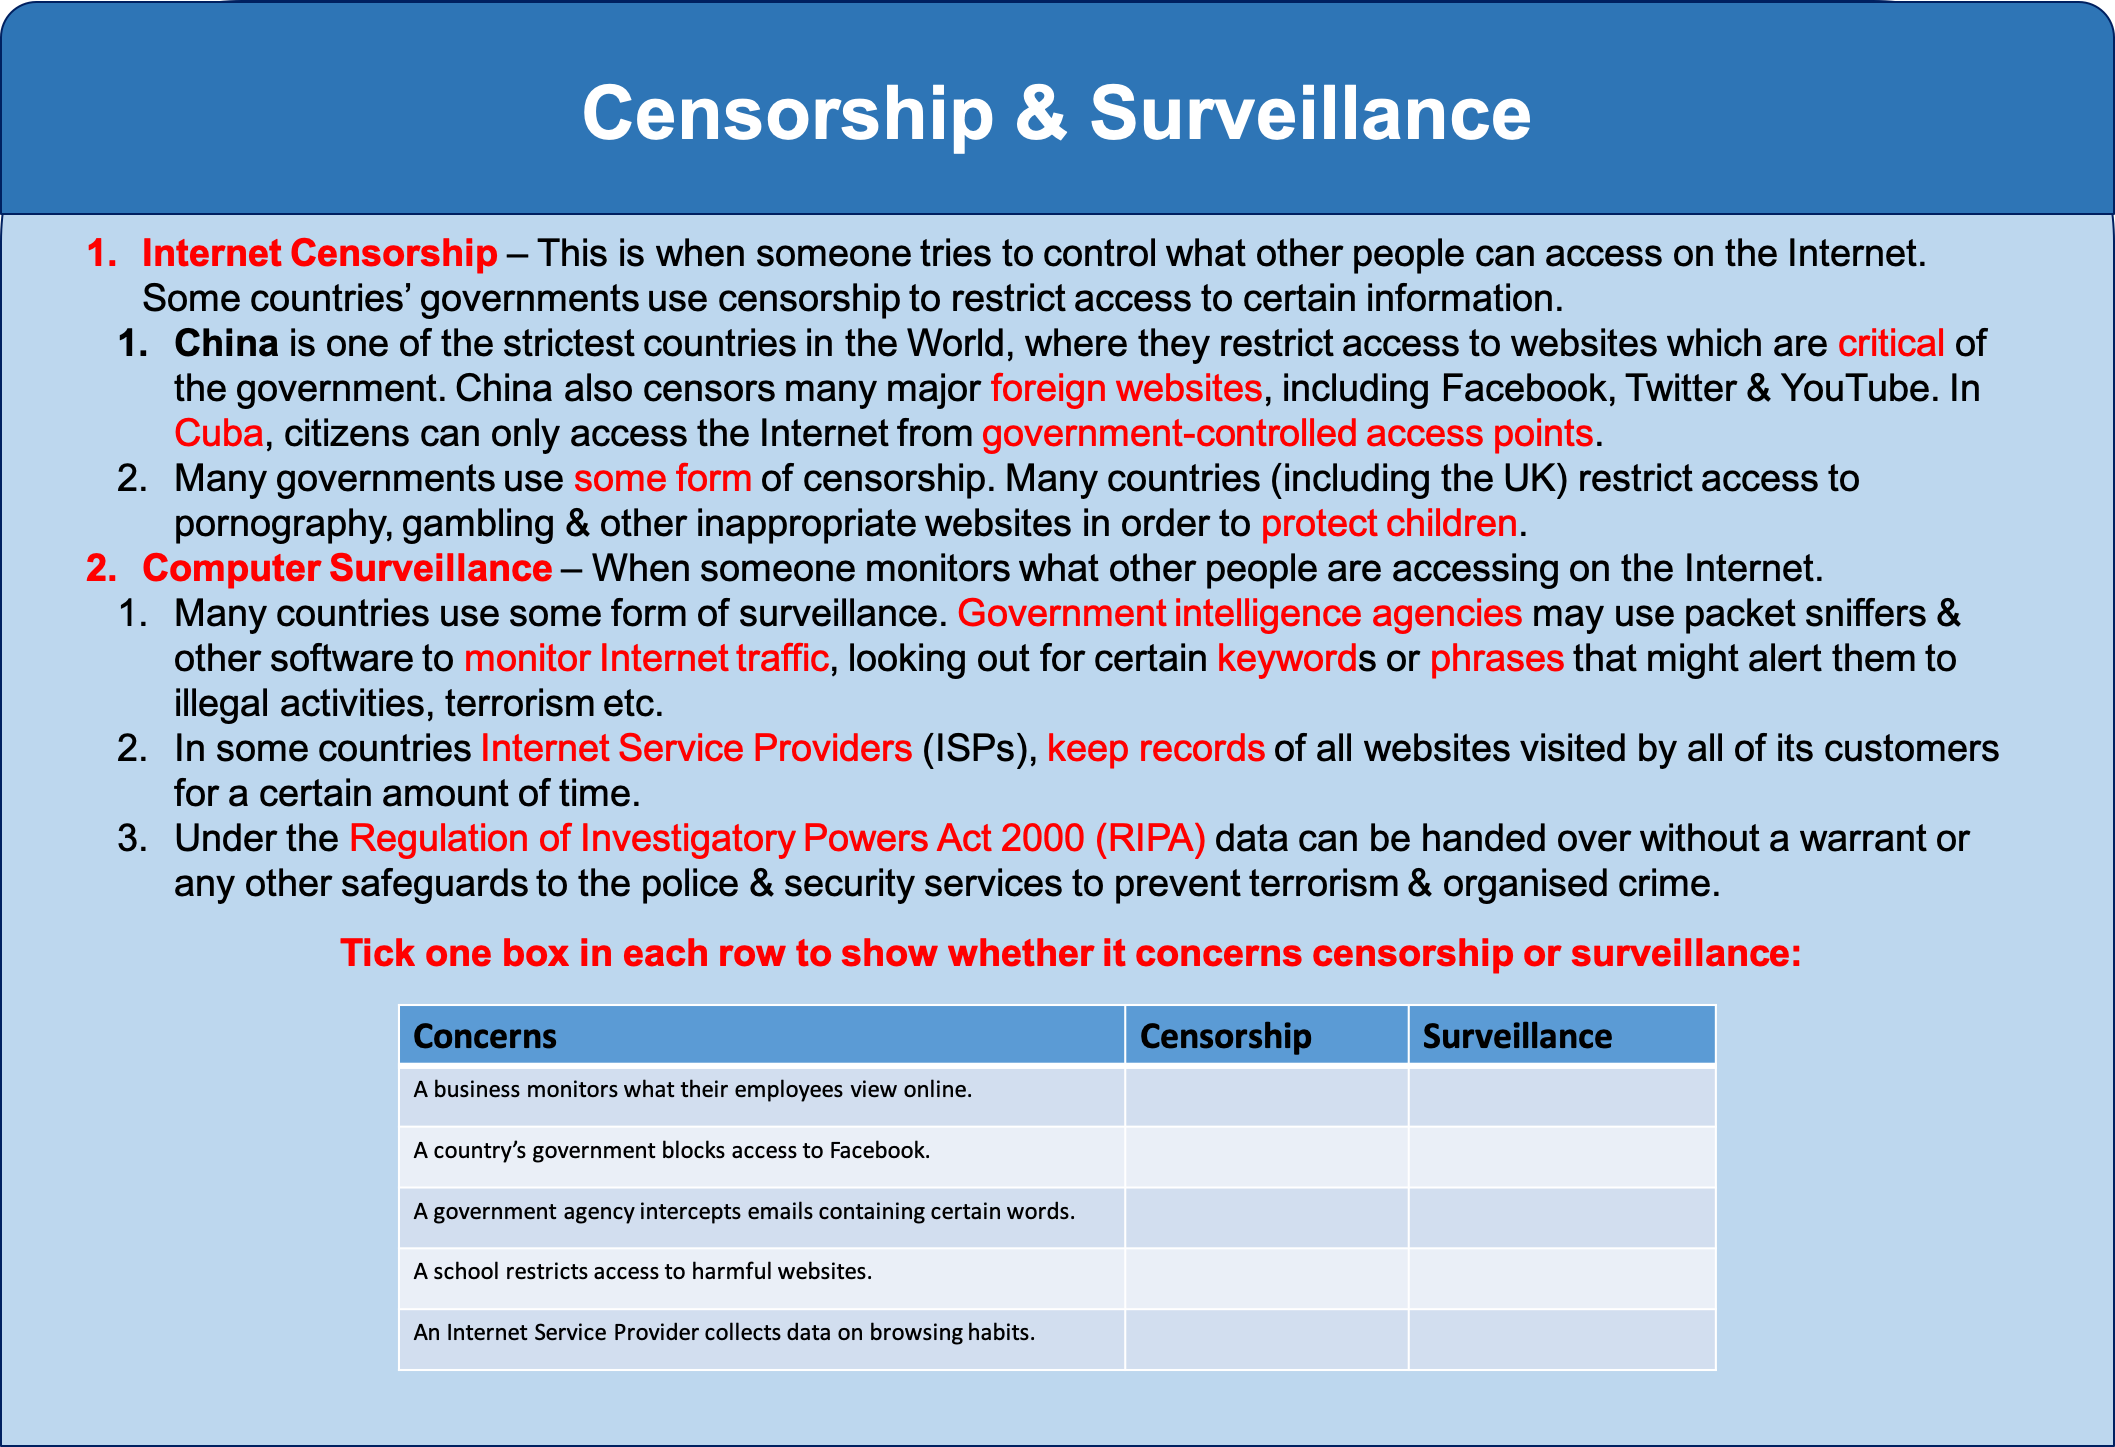 Censorship & Surveillance
1. Internet Censorship – This is when someone tries to control what other people can access on the Internet.
Some countries’ governments use censorship to restrict access to certain information.
1. China is one of the strictest countries in the World, where they restrict access to websites which are critical of
the government. China also censors many major foreign websites, including Facebook, Twitter & YouTube. In
Cuba, citizens can only access the Internet from government-controlled access points.
2. Many governments use some form of censorship. Many countries (including the UK) restrict access to
pornography, gambling & other inappropriate websites in order to protect children.
2. Computer Surveillance – When someone monitors what other people are accessing on the Internet.
1. Many countries use some form of surveillance. Government intelligence agencies may use packet sniffers &
other software to monitor Internet traffic, looking out for certain keywords or phrases that might alert them to
illegal activities, terrorism etc.
2. In some countries Internet Service Providers (ISPs), keep records of all websites visited by all of its customers
for a certain amount of time.
3. Under the Regulation of Investigatory Powers Act 2000 (RIPA) data can be handed over without a warrant or
any other safeguards to the police & security services to prevent terrorism & organised crime.
Tick one box in each row to show whether it concerns censorship or surveillance:
Concerns Censorship Surveillance
A business monitors what their employees view online.
A country’s government blocks access to Facebook.
A government agency intercepts emails containing certain words.
A school restricts access to harmful websites.
An Internet Service Provider collects data on browsing habits.